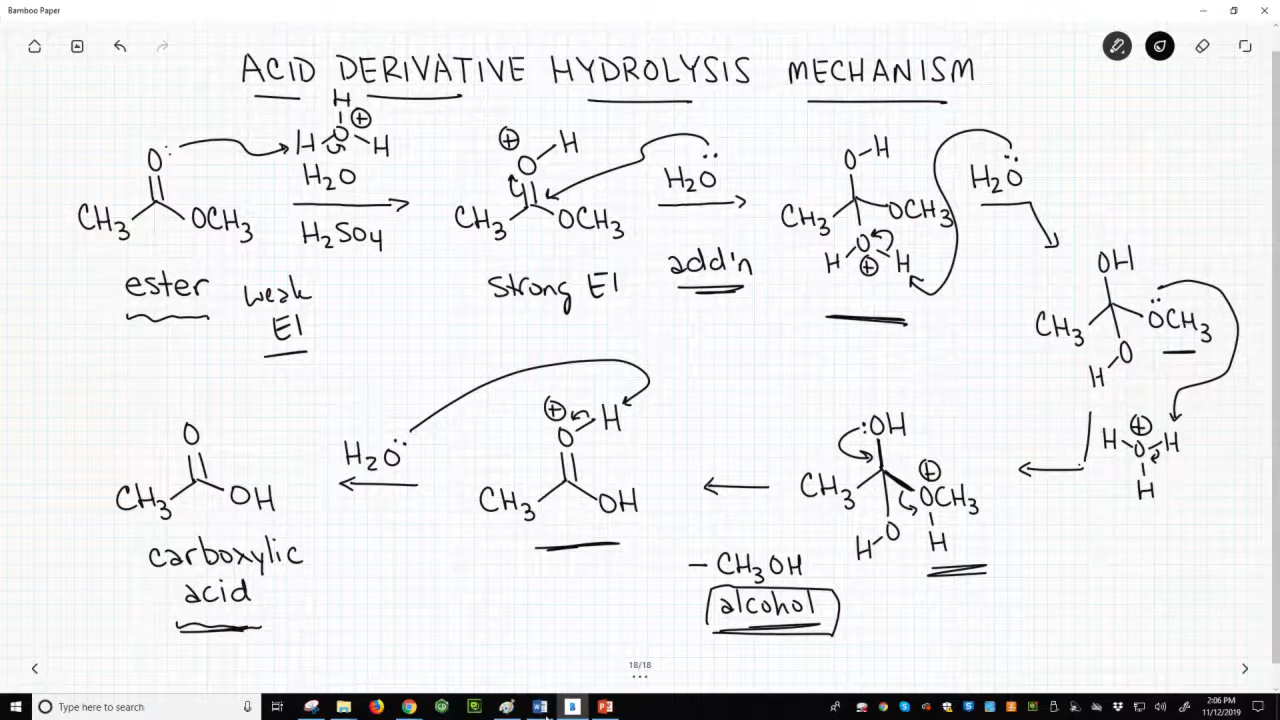 Bamboo Paper
ACID DERIVATIVE HYDROLYSIS MECHANISM
H
O H O H ⊕
H2O
CH3 OCH3
H2SO4
ester
weak
El
⊕ O H
CH3 OCH3
strong El
H2O
add'n
O H
CH3 OCH3
H O H
⊕
H2O
OH
CH3 OCH3
H O
⊕
H O H
H
:OH
CH3 ⊕ OCH3
H O H
- CH3OH
alcohol
⊕ H
O
CH3 OH
H2O
O
CH3 OH
carboxylic
acid
18/18
Type here to search
2:06 PM
11/12/2019